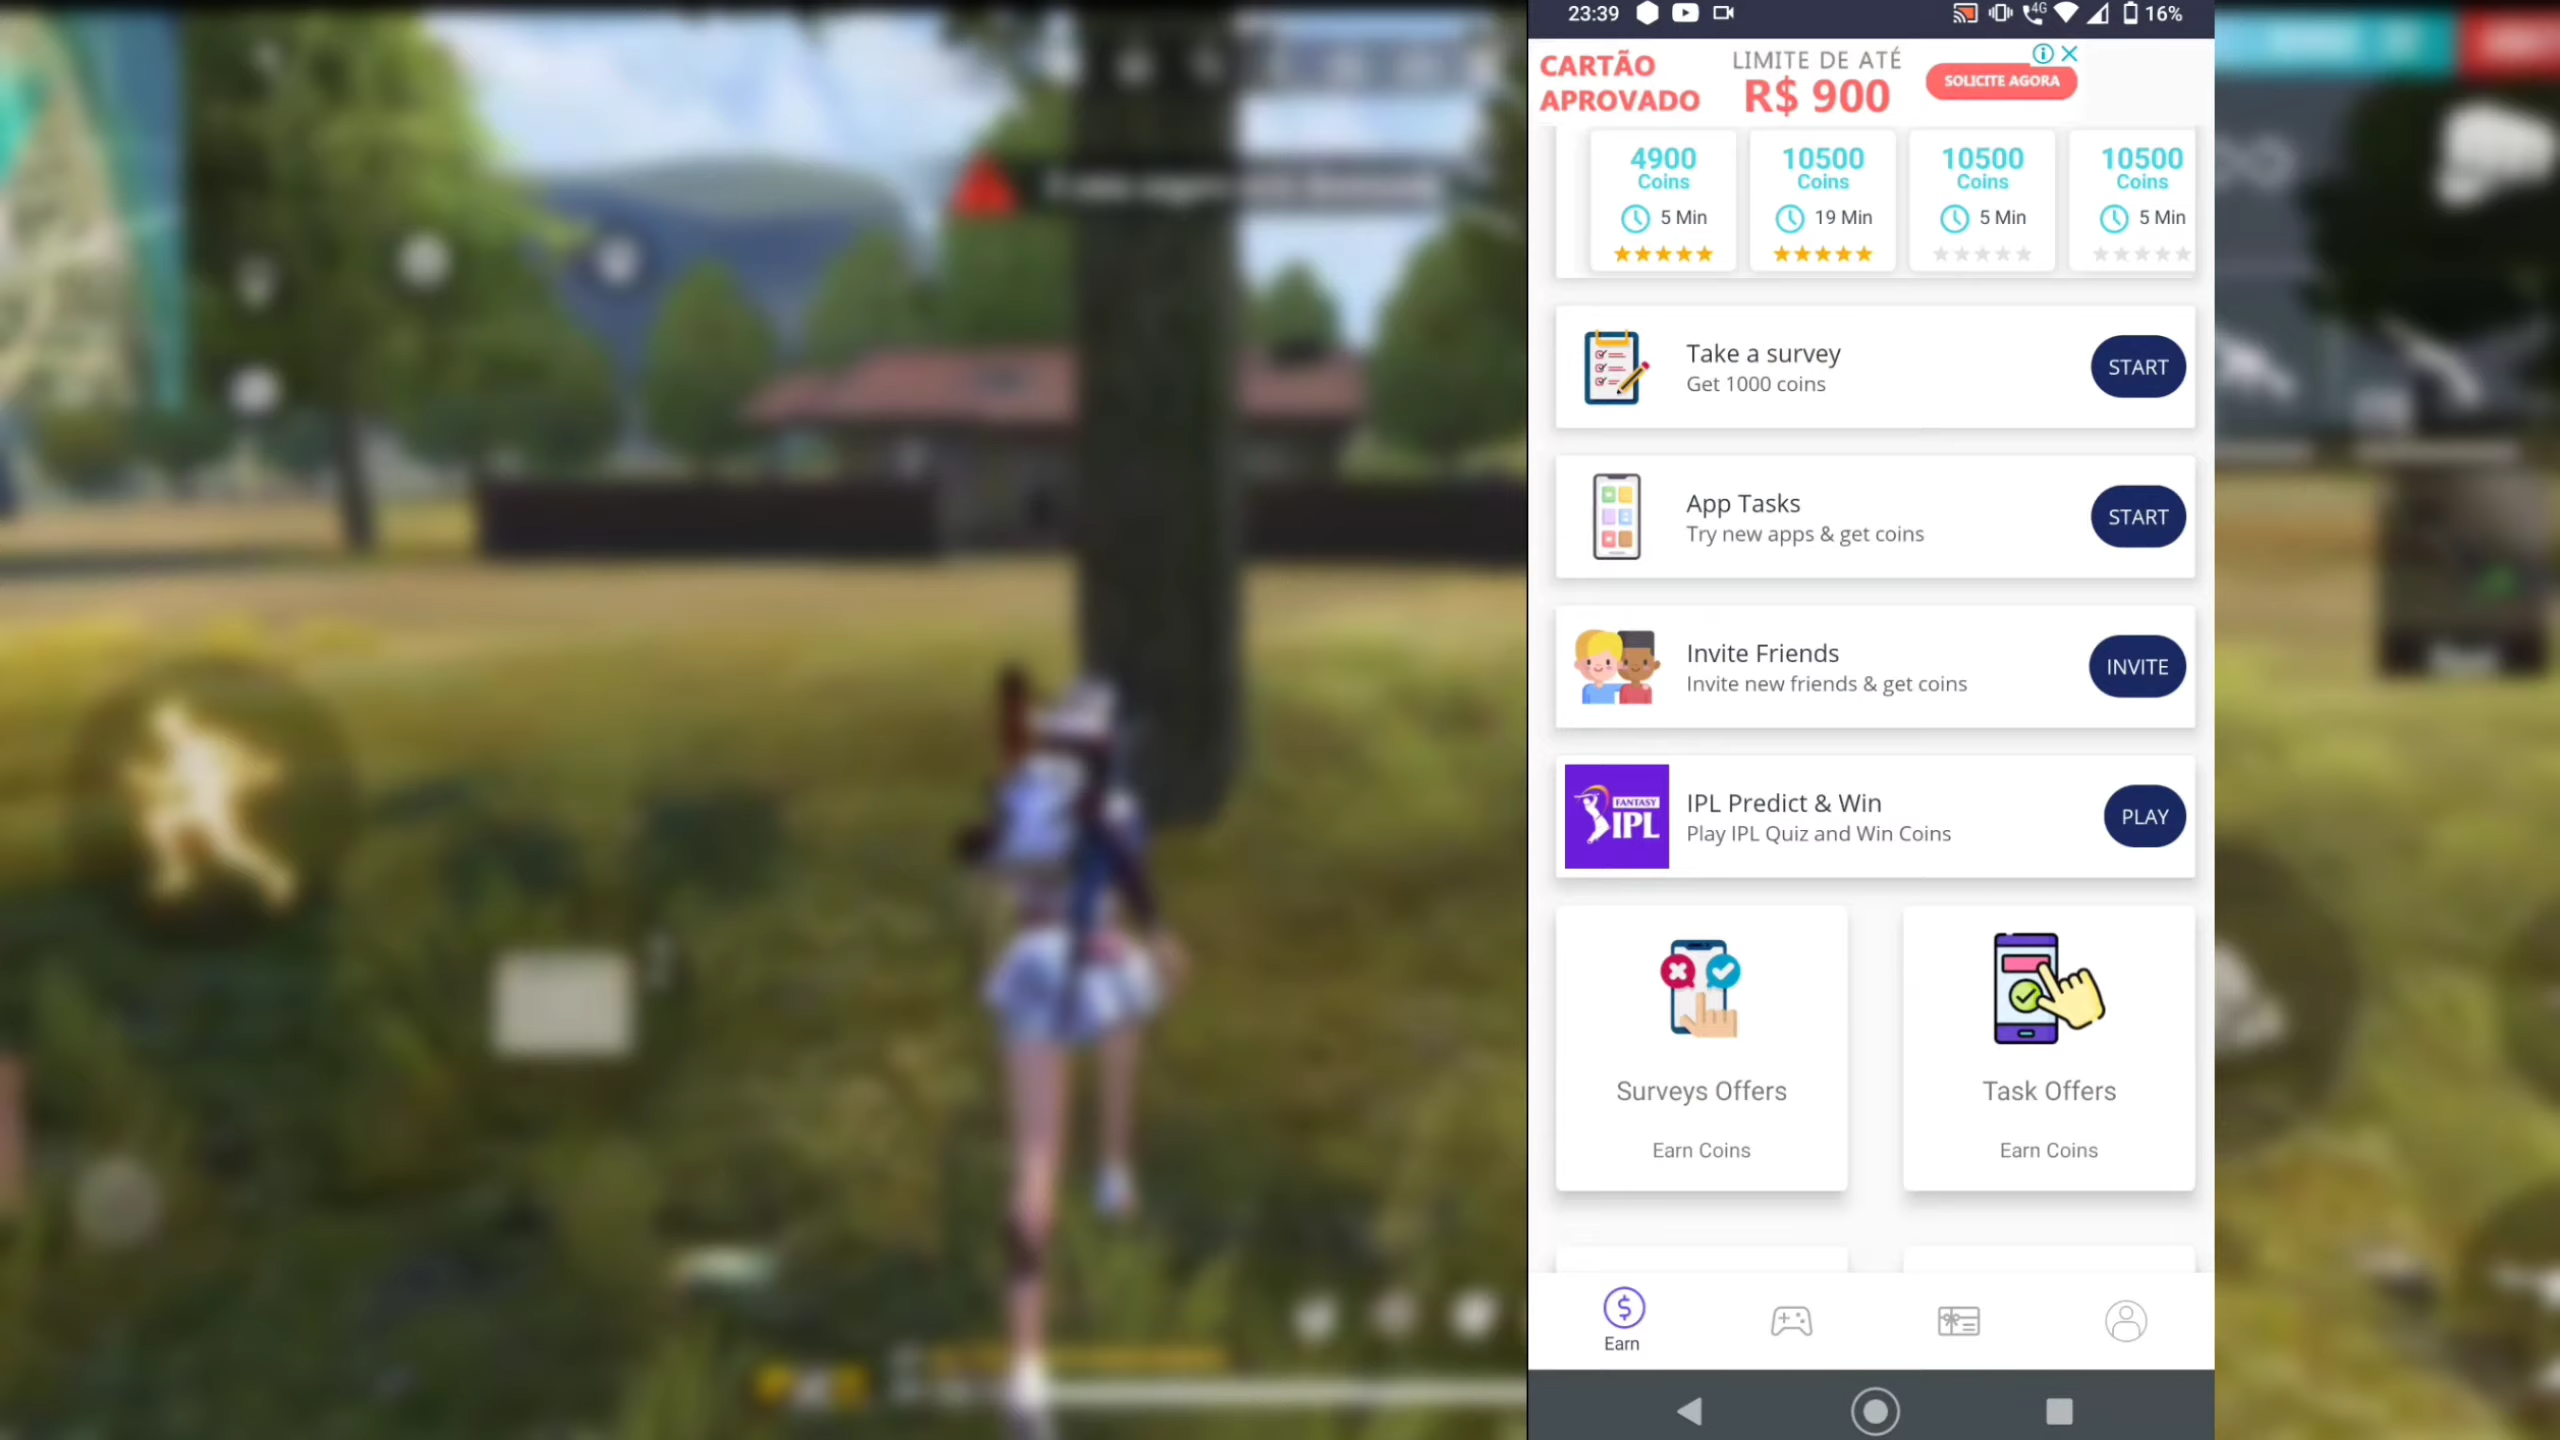 23:39
4G
16%
CARTÃO
APROVADO
LIMITE DE ATÉ
R$ 900
SOLICITE AGORA
4900
Coins
5 Min
10500
Coins
19 Min
10500
Coins
5 Min
10500
Coins
5 Min
Take a survey
Get 1000 coins
START
App Tasks
Try new apps & get coins
START
Invite Friends
Invite new friends & get coins
INVITE
FANTASY
IPL
IPL Predict & Win
Play IPL Quiz and Win Coins
PLAY
Surveys Offers
Earn Coins
Task Offers
Earn Coins
Earn